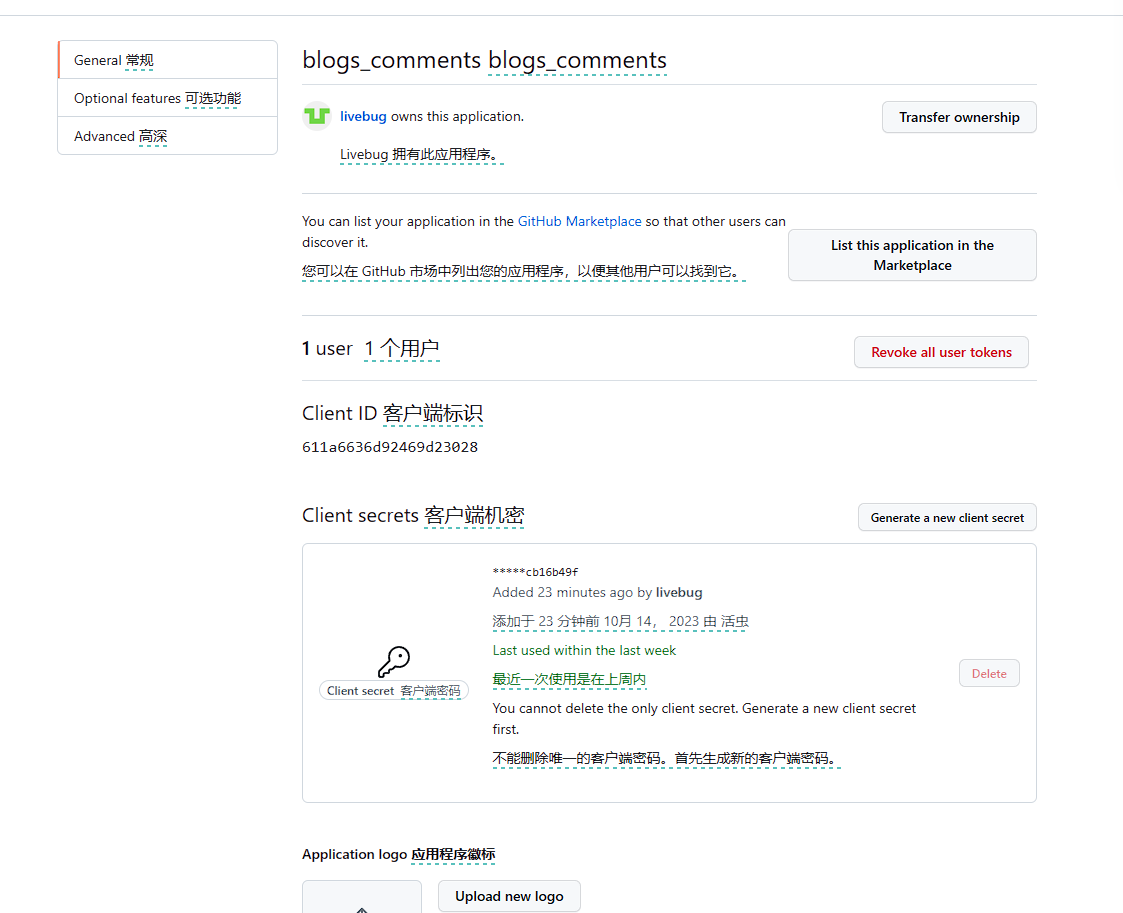 General 常规
Optional features 可选功能
Advanced 高深
blogs_comments blogs_comments
livebug owns this application.
Transfer ownership
Livebug 拥有此应用程序。
You can list your application in the GitHub Marketplace so that other users can
discover it.
您可以在 GitHub 市场中列出您的应用程序，以便其他用户可以找到它。
List this application in the
Marketplace
1 user 1 个用户
Revoke all user tokens
Client ID 客户端标识
611a6636d92469d23028
Client secrets 客户端机密
Generate a new client secret
*****cb16b49f
Added 23 minutes ago by livebug
添加于 23 分钟前 10月 14， 2023 由 活虫
Last used within the last week
最近一次使用是在上周内
Client secret 客户端密码
Delete
You cannot delete the only client secret. Generate a new client secret
first.
不能删除唯一的客户端密码。首先生成新的客户端密码。
Application logo 应用程序徽标
Upload new logo